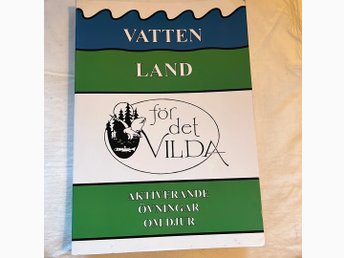 VATTEN
LAND
för
det
VILDA
AKTIVERANDE
ÖVNINGAR
OM DJUR